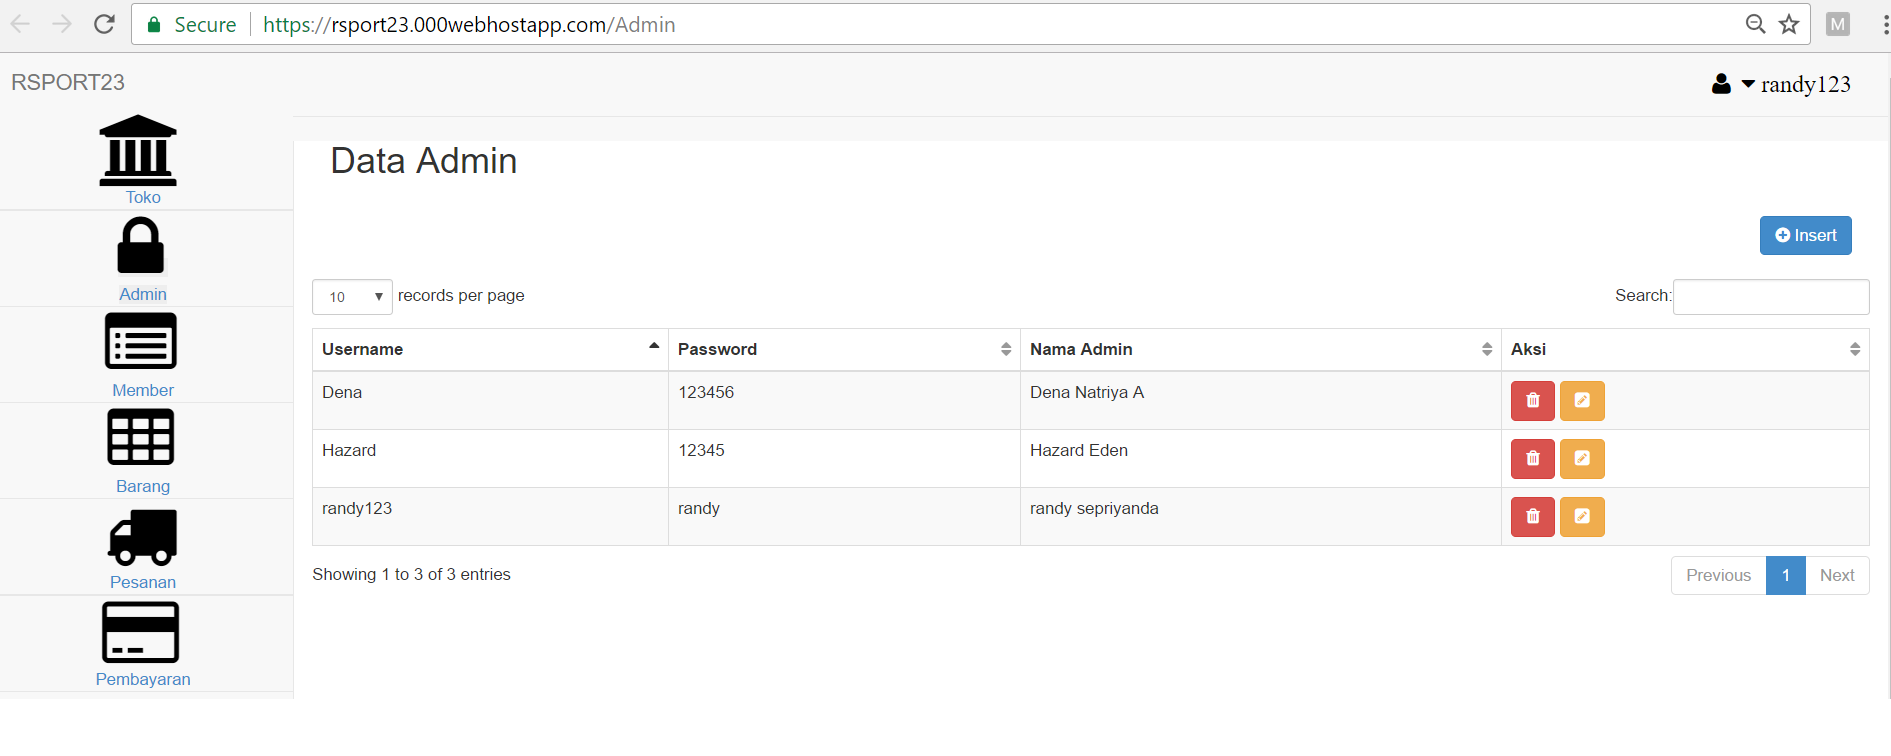 Secure https://rsport23.000webhostapp.com/Admin M
RSPORT23
randy123
Toko
Admin
Member
Barang
Pesanan
Pembayaran
Data Admin
Insert
10 records per page
Search:
Username Password Nama Admin Aksi
Dena 123456 Dena Natriya A
Hazard 12345 Hazard Eden
randy123 randy randy sepriyanda
Showing 1 to 3 of 3 entries
Previous 1 Next